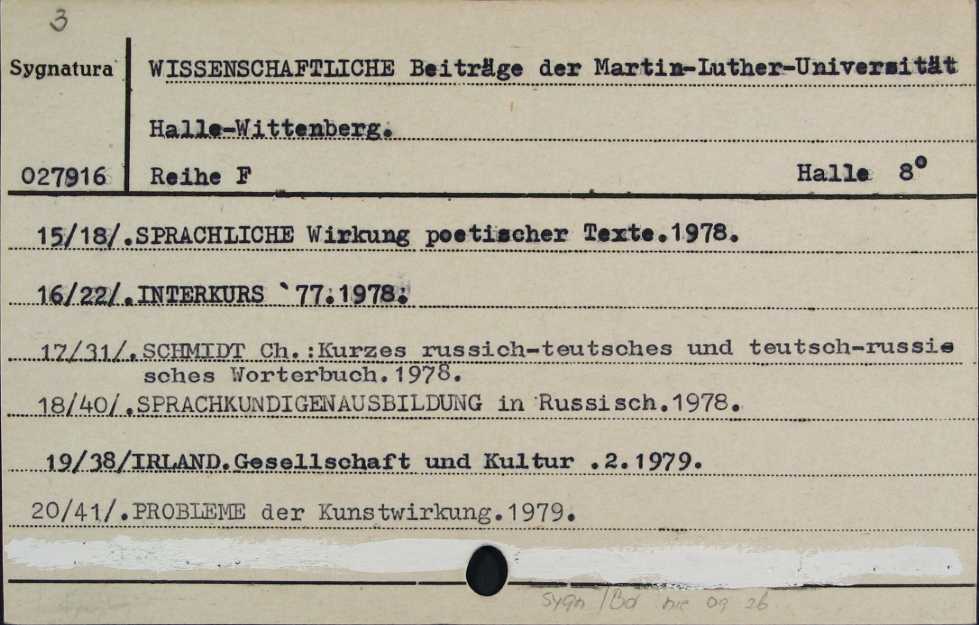 3
Sygnatura WISSENSCHAFTLICHE Beiträge der Martin-Luther-Universität
Halle-Wittenberg.
027916 Reihe F Halle 8°
15/18/.SPRACHLICHE Wirkung poetischer Texte.1978.
16/22/.INTERKURS `77.1978.
17/31/.SCHMIDT Ch.:Kurzes russich-teutsches und teutsch-russis
sches Worterbuch.1978.
18/40/.SPRACHKUNDIGENAUSBILDUNG in Russisch.1978.
19/38/IRLAND.Gesellschaft und Kultur .2.1979.
20/41/.PROBLEME der Kunstwirkung.1979.
Sygn /Bd